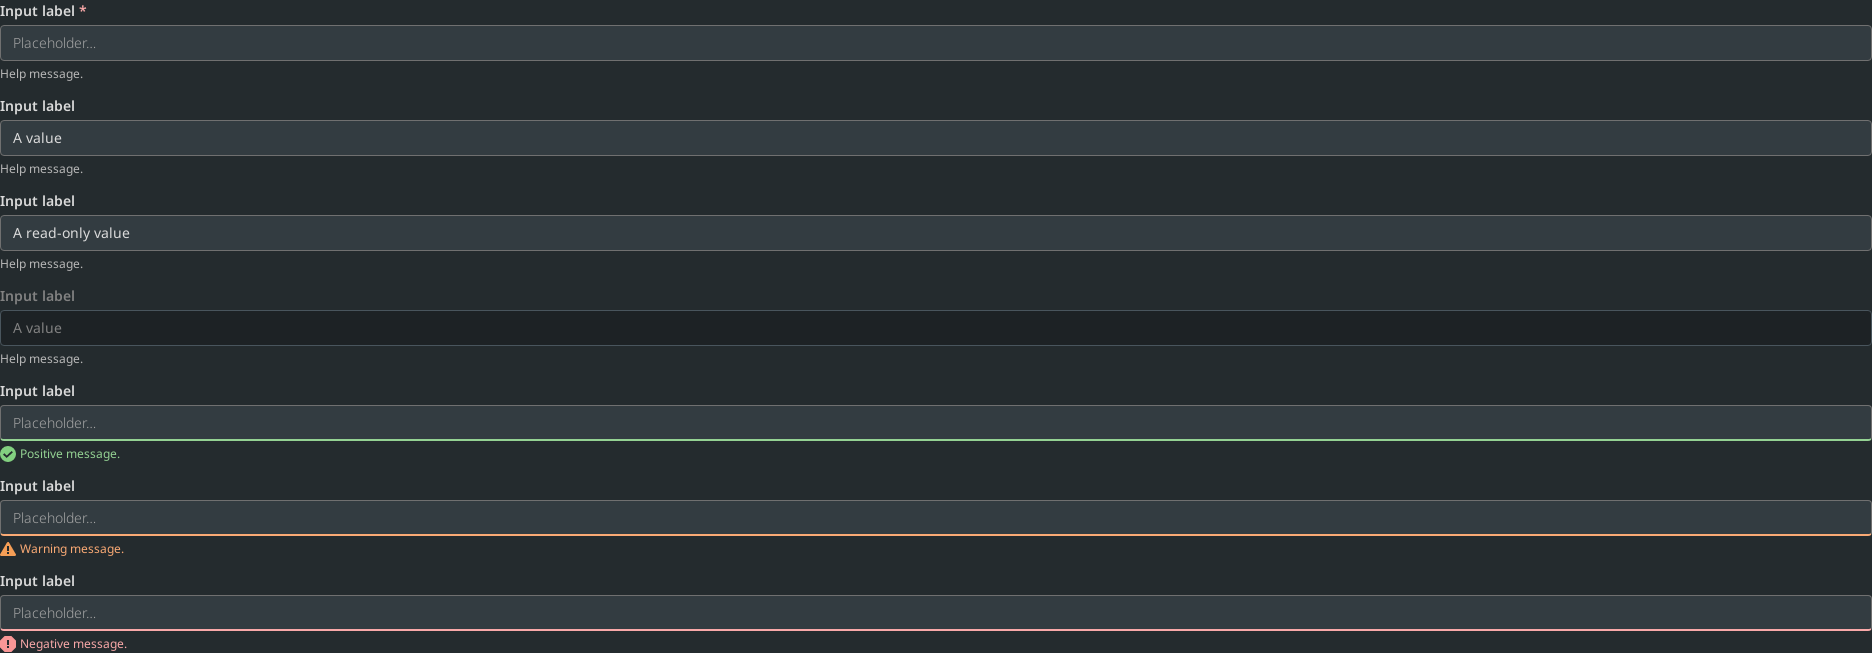 Input label *
Placeholder...
Help message.
Input label
A value
Help message.
Input label
A read-only value
Help message.
Input label
A value
Help message.
Input label
Placeholder...
Positive message.
Input label
Placeholder...
Warning message.
Input label
Placeholder...
Negative message.